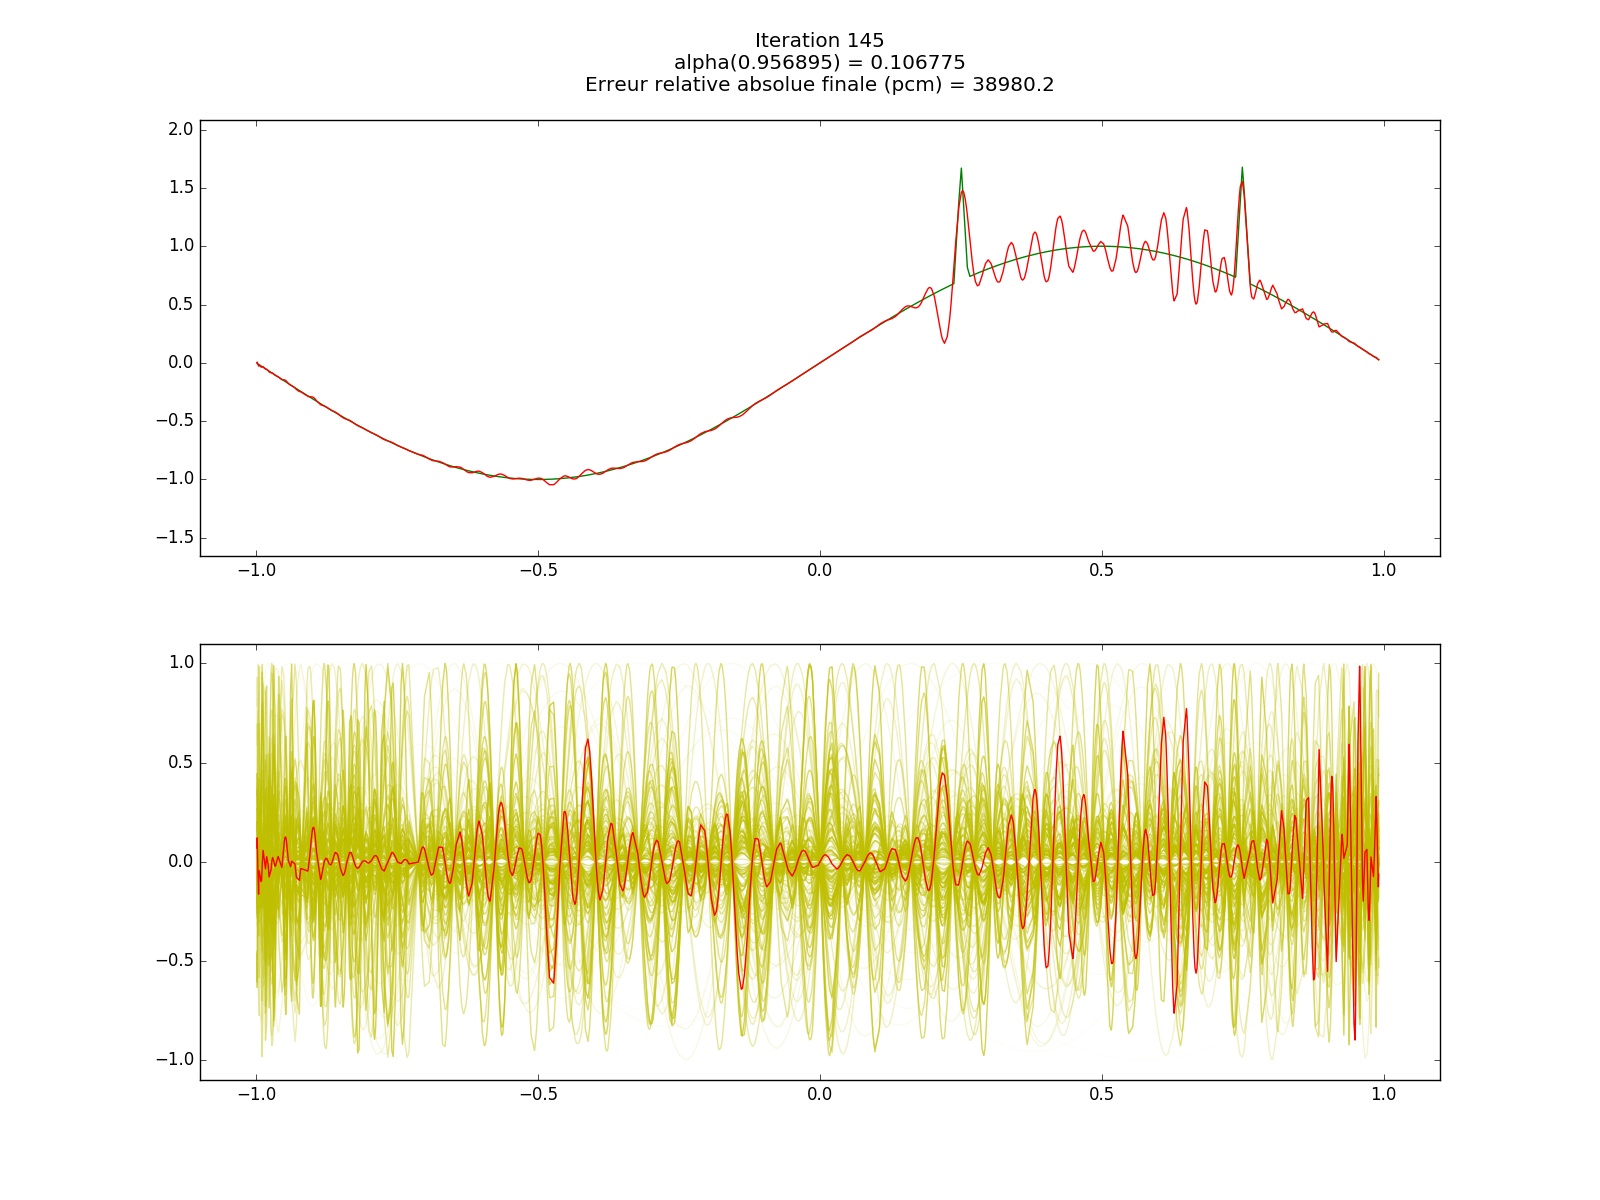 Iteration 145
alpha(0.956895) = 0.106775
Erreur relative absolue finale (pcm) = 38980.2
2.0
1.5
1.0
0.5
0.0
−0.5
−1.0
−1.5
−1.0 −0.5 0.0 0.5 1.0
1.0
0.5
0.0
−0.5
−1.0
−1.0 −0.5 0.0 0.5 1.0